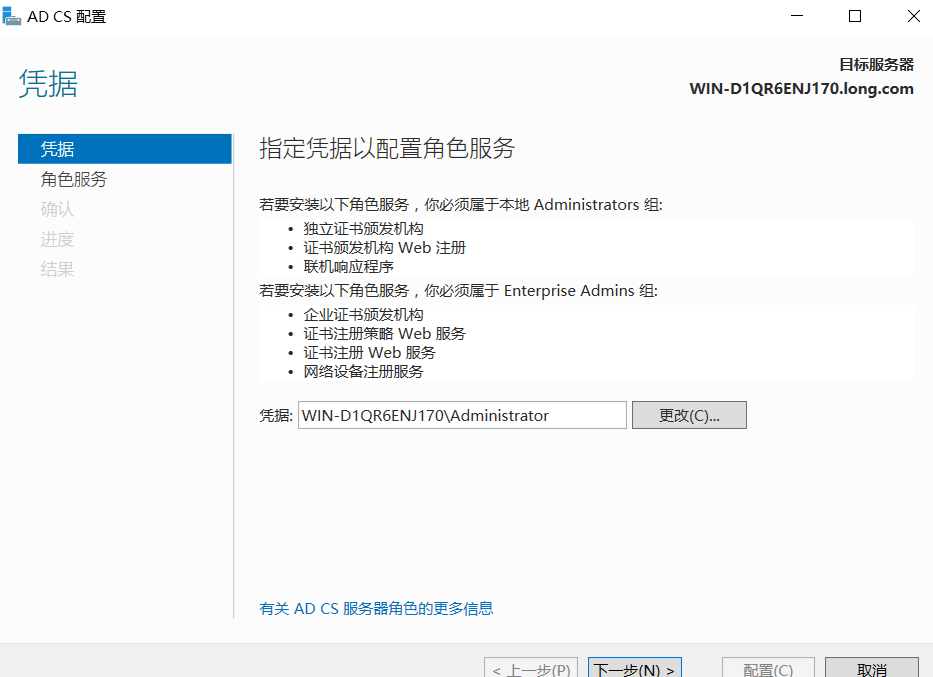 AD CS 配置
凭据
目标服务器
WIN-D1QR6ENJ170.long.com
凭据
角色服务
确认
进度
结果
指定凭据以配置角色服务
若要安装以下角色服务，你必须属于本地 Administrators 组:
• 独立证书颁发机构
• 证书颁发机构 Web 注册
• 联机响应程序
若要安装以下角色服务，你必须属于 Enterprise Admins 组:
• 企业证书颁发机构
• 证书注册策略 Web 服务
• 证书注册 Web 服务
• 网络设备注册服务
凭据: WIN-D1QR6ENJ170\Administrator 更改(C)...
有关 AD CS 服务器角色的更多信息
< 上一步(P) 下一步(N) > 配置(C) 取消